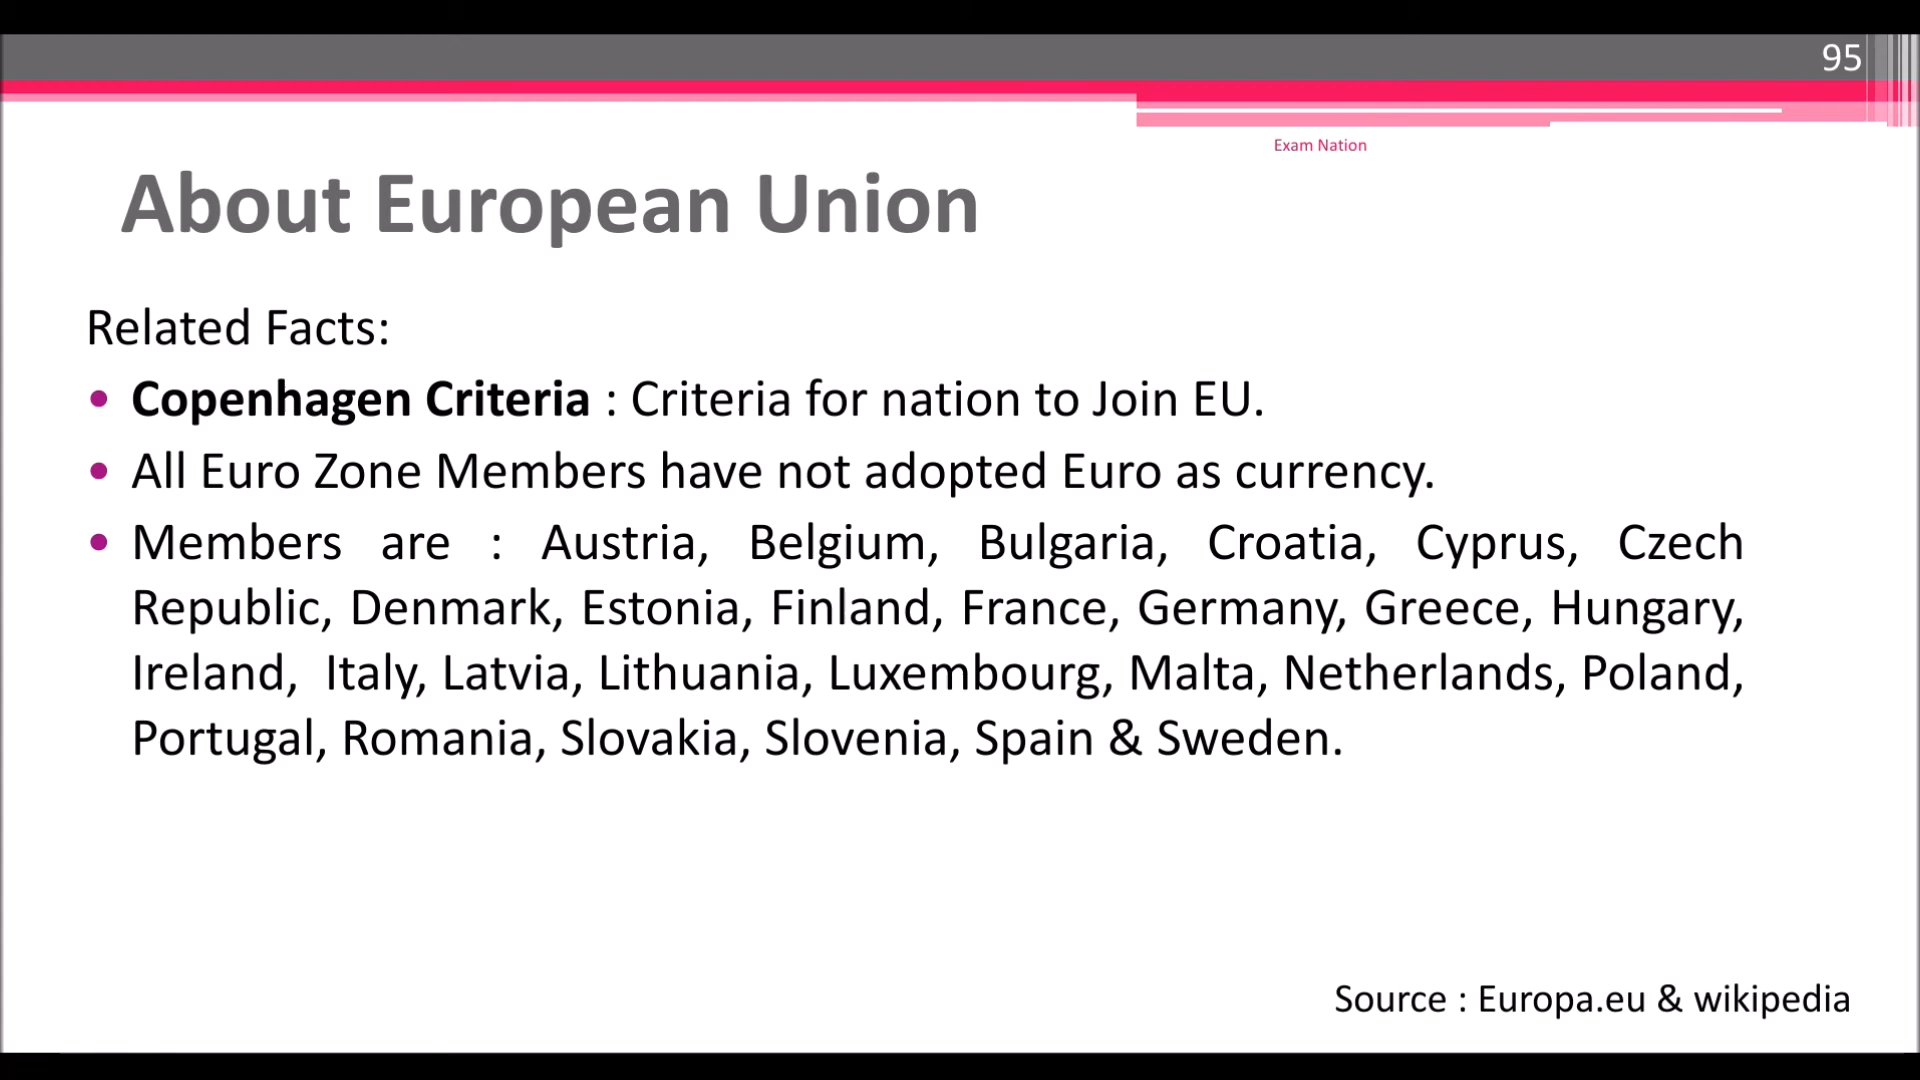 95
Exam Nation
About European Union
Related Facts:
• Copenhagen Criteria : Criteria for nation to Join EU.
• All Euro Zone Members have not adopted Euro as currency.
• Members are : Austria, Belgium, Bulgaria, Croatia, Cyprus, Czech
Republic, Denmark, Estonia, Finland, France, Germany, Greece, Hungary,
Ireland, Italy, Latvia, Lithuania, Luxembourg, Malta, Netherlands, Poland,
Portugal, Romania, Slovakia, Slovenia, Spain & Sweden.
Source : Europa.eu & wikipedia